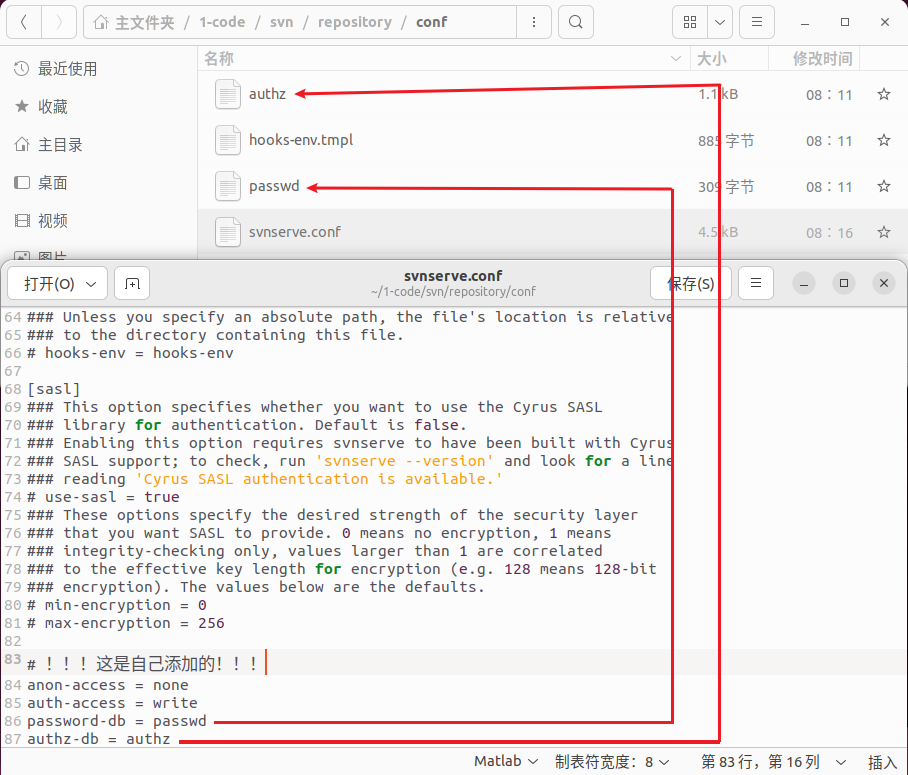 主文件夹 / 1-code / svn / repository / conf
名称 大小 修改时间
最近使用
收藏
主目录
桌面
视频
图片
authz 1.1 kB 08：11
hooks-env.tmpl 885 字节 08：11
passwd 309 字节 08：11
svnserve.conf 4.5 kB 08：16
打开(O) svnserve.conf 保存(S)
~/1-code/svn/repository/conf
64 ### Unless you specify an absolute path, the file's location is relative
65 ### to the directory containing this file.
66 # hooks-env = hooks-env
67
68 [sasl]
69 ### This option specifies whether you want to use the Cyrus SASL
70 ### library for authentication. Default is false.
71 ### Enabling this option requires svnserve to have been built with Cyrus
72 ### SASL support; to check, run 'svnserve --version' and look for a line
73 ### reading 'Cyrus SASL authentication is available.'
74 # use-sasl = true
75 ### These options specify the desired strength of the security layer
76 ### that you want SASL to provide. 0 means no encryption, 1 means
77 ### integrity-checking only, values larger than 1 are correlated
78 ### to the effective key length for encryption (e.g. 128 means 128-bit
79 ### encryption). The values below are the defaults.
80 # min-encryption = 0
81 # max-encryption = 256
82
83 # ！！！这是自己添加的！！！
84 anon-access = none
85 auth-access = write
86 password-db = passwd
87 authz-db = authz
Matlab 制表符宽度：8 第 83 行，第 16 列 插入